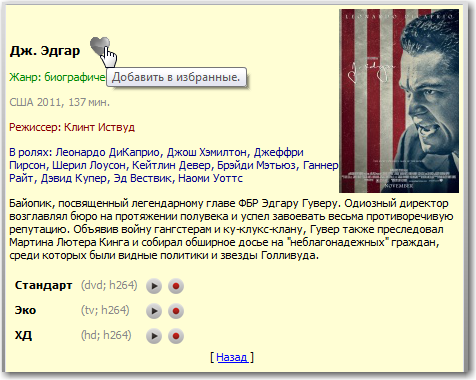 LEONARDO DICAPRIO
Дж. Эдгар
Жанр: биографиче
Добавить в избранные.
США 2011, 137 мин.
Режиссер: Клинт Иствуд
В ролях: Леонардо ДиКаприо, Джош Хэмилтон, Джеффри
Пирсон, Шерил Лоусон, Кейтлин Девер, Брэйди Мэтьюз, Ганнер
Райт, Дэвид Купер, Эд Вествик, Наоми Уоттс
NOVEMBER
Байопик, посвященный легендарному главе ФБР Эдгару Гуверу. Одиозный директор
возглавлял бюро на протяжении полувека и успел завоевать весьма противоречивую
репутацию. Объявив войну гангстерам и ку-клукс-клану, Гувер также преследовал
Мартина Лютера Кинга и собирал обширное досье на "неблагонадежных" граждан,
среди которых были видные политики и звезды Голливуда.
Стандарт (dvd; h264)
Эко (tv; h264)
ХД (hd; h264)
[ Назад ]